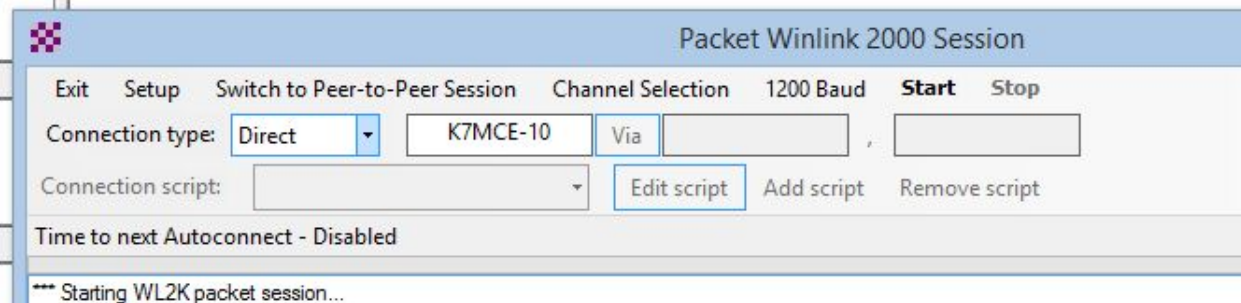 Packet Winlink 2000 Session
Exit Setup Switch to Peer-to-Peer Session Channel Selection 1200 Baud Start Stop
Connection type: Direct K7MCE-10 Via ,
Connection script: Edit script Add script Remove script
Time to next Autoconnect - Disabled
*** Starting WL2K packet session...